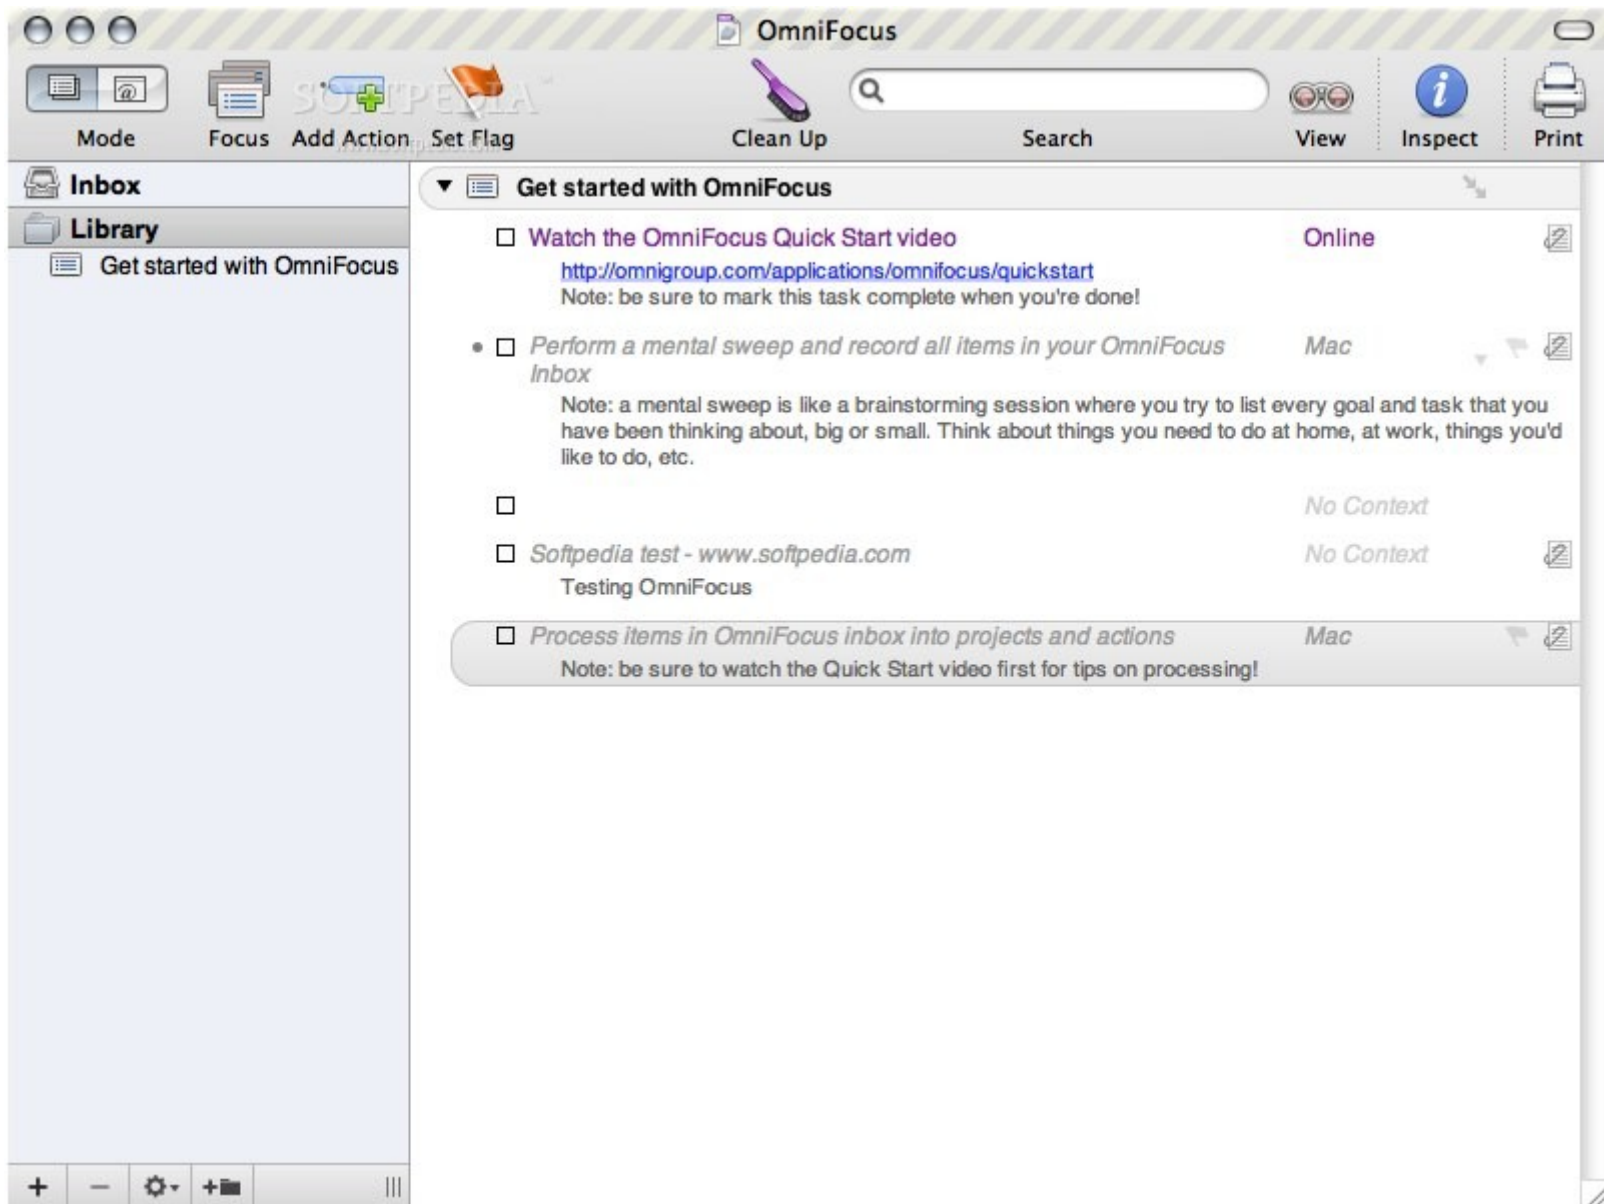 OmniFocus
SOFTPEDIA
www.softpedia.com
Mode
Focus
Add Action
Set Flag
Clean Up
Search
View
Inspect
Print
Inbox
Library
Get started with OmniFocus
Get started with OmniFocus
Watch the OmniFocus Quick Start video Online
http://omnigroup.com/applications/omnifocus/quickstart
Note: be sure to mark this task complete when you're done!
Perform a mental sweep and record all items in your OmniFocus Mac
Inbox
Note: a mental sweep is like a brainstorming session where you try to list every goal and task that you
have been thinking about, big or small. Think about things you need to do at home, at work, things you'd
like to do, etc.
No Context
Softpedia test - www.softpedia.com No Context
Testing OmniFocus
Process items in OmniFocus inbox into projects and actions Mac
Note: be sure to watch the Quick Start video first for tips on processing!